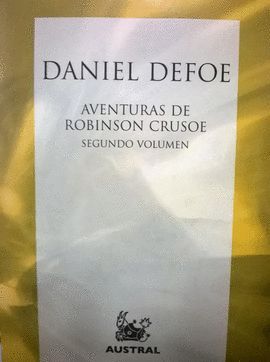 DANIEL DEFOE
AVENTURAS DE
ROBINSON CRUSOE
SEGUNDO VOLUMEN
AUSTRAL